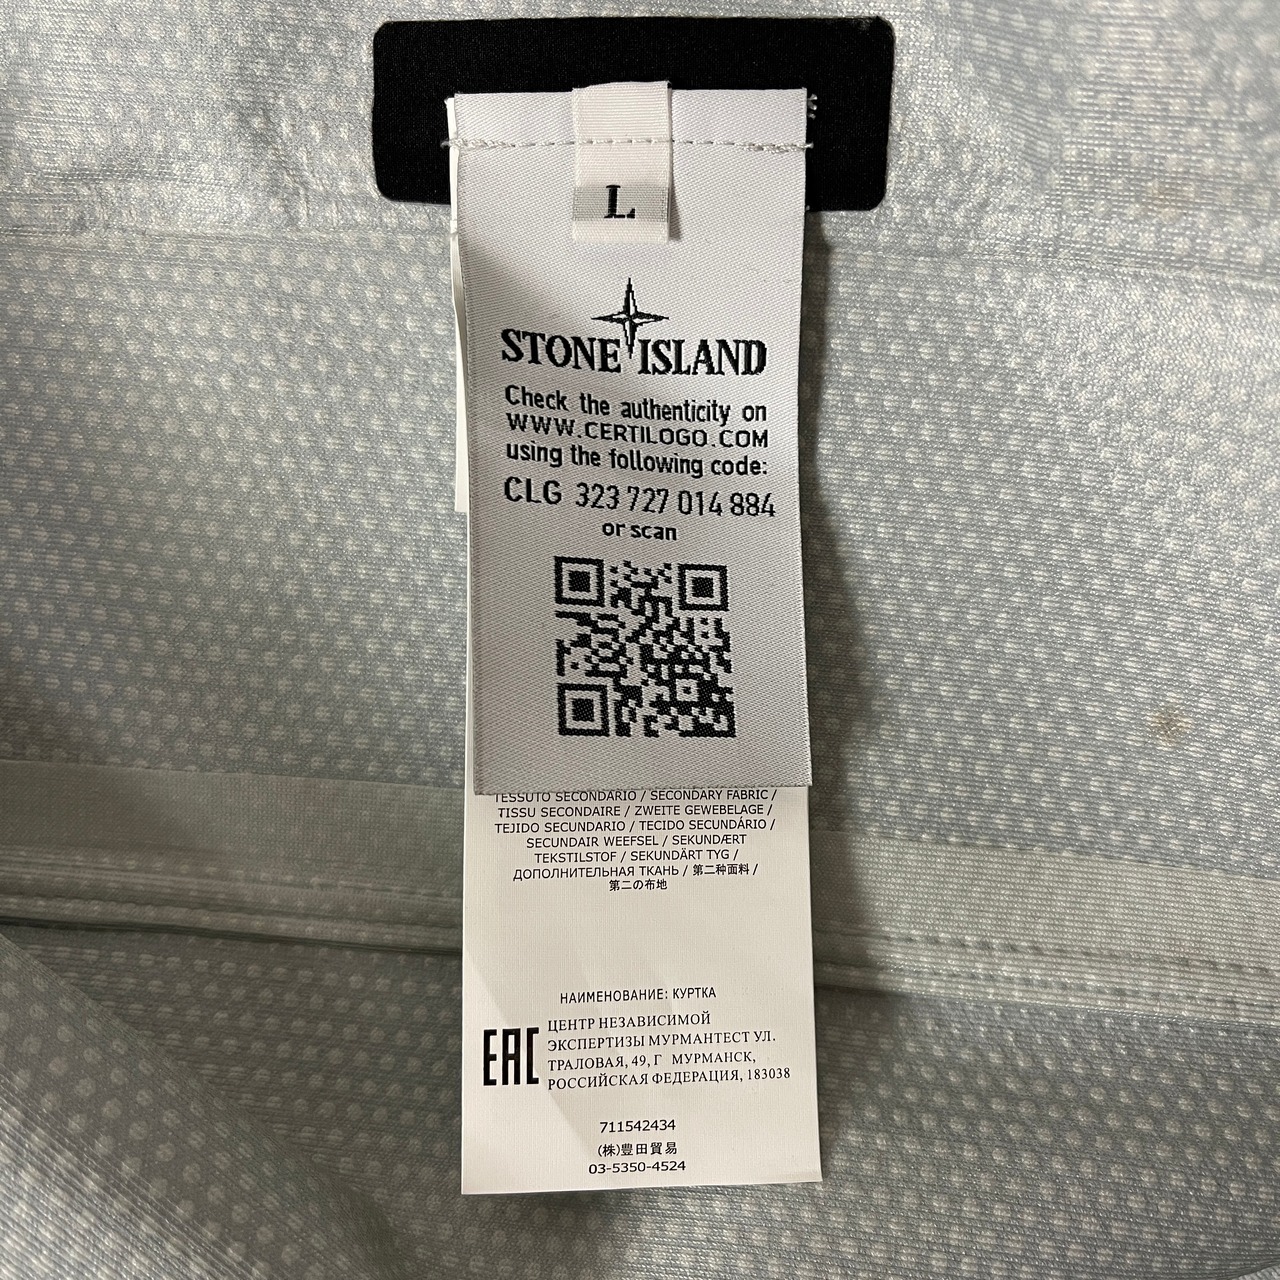 L
STONE ISLAND
Check the authenticity on
WWW.CERTILOGO.COM
using the following code:
CLG 323 727 014 884
or scan
TESSUTO SECONDARIO / SECONDARY FABRIC /
TISSU SECONDAIRE / ZWEITE GEWEBELAGE /
TEJIDO SECUNDARIO / TECIDO SECUNDÁRIO /
SECUNDAIR WEEFSEL / SEKUNDÆRT
TEKSTILSTOF / SEKUNDÄRT TYG /
ДОПОЛНИТЕЛЬНАЯ ТКАНЬ / 第二种面料 /
第二の布地
НАИМЕНОВАНИЕ: КУРТКА
EAC
ЦЕНТР НЕЗАВИСИМОЙ
ЭКСПЕРТИЗЫ МУРМАНТЕСТ УЛ.
ТРАЛОВАЯ, 49, Г МУРМАНСК,
РОССИЙСКАЯ ФЕДЕРАЦИЯ, 183038
711542434
(株)豊田貿易
03-5350-4524